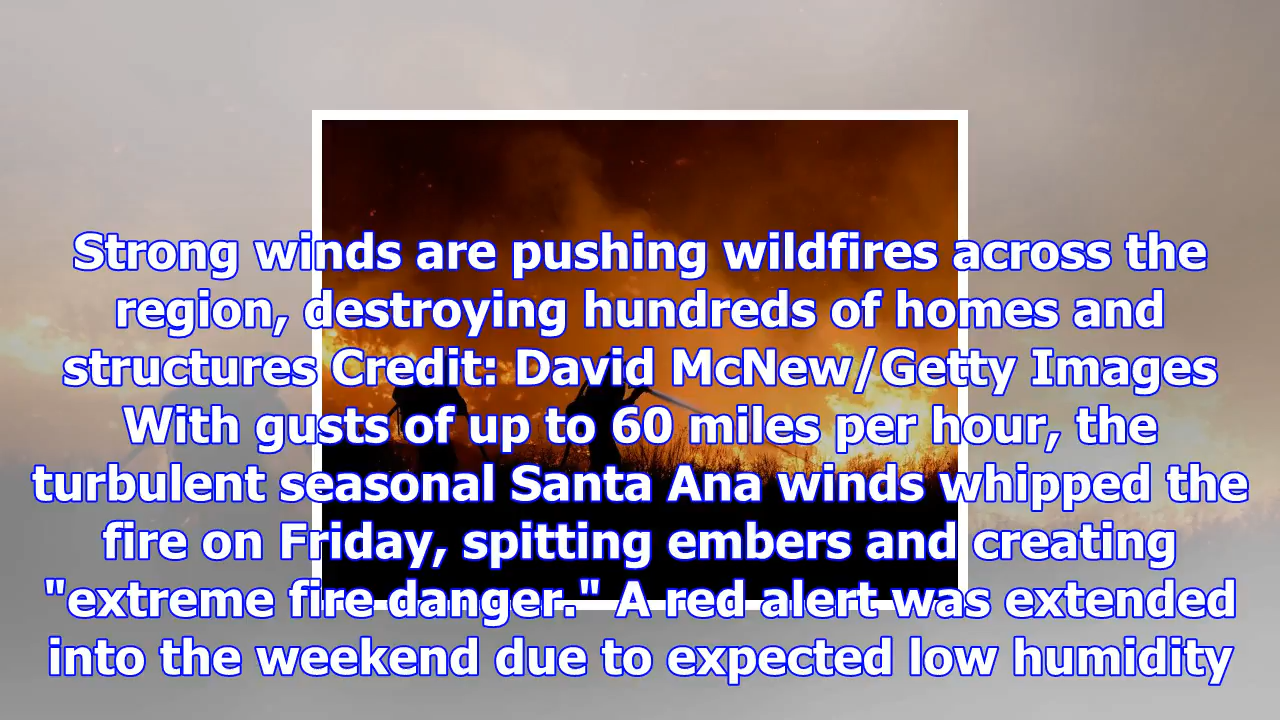 Strong winds are pushing wildfires across the
region, destroying hundreds of homes and
structures Credit: David McNew/Getty Images
With gusts of up to 60 miles per hour, the
turbulent seasonal Santa Ana winds whipped the
fire on Friday, spitting embers and creating
"extreme fire danger." A red alert was extended
into the weekend due to expected low humidity